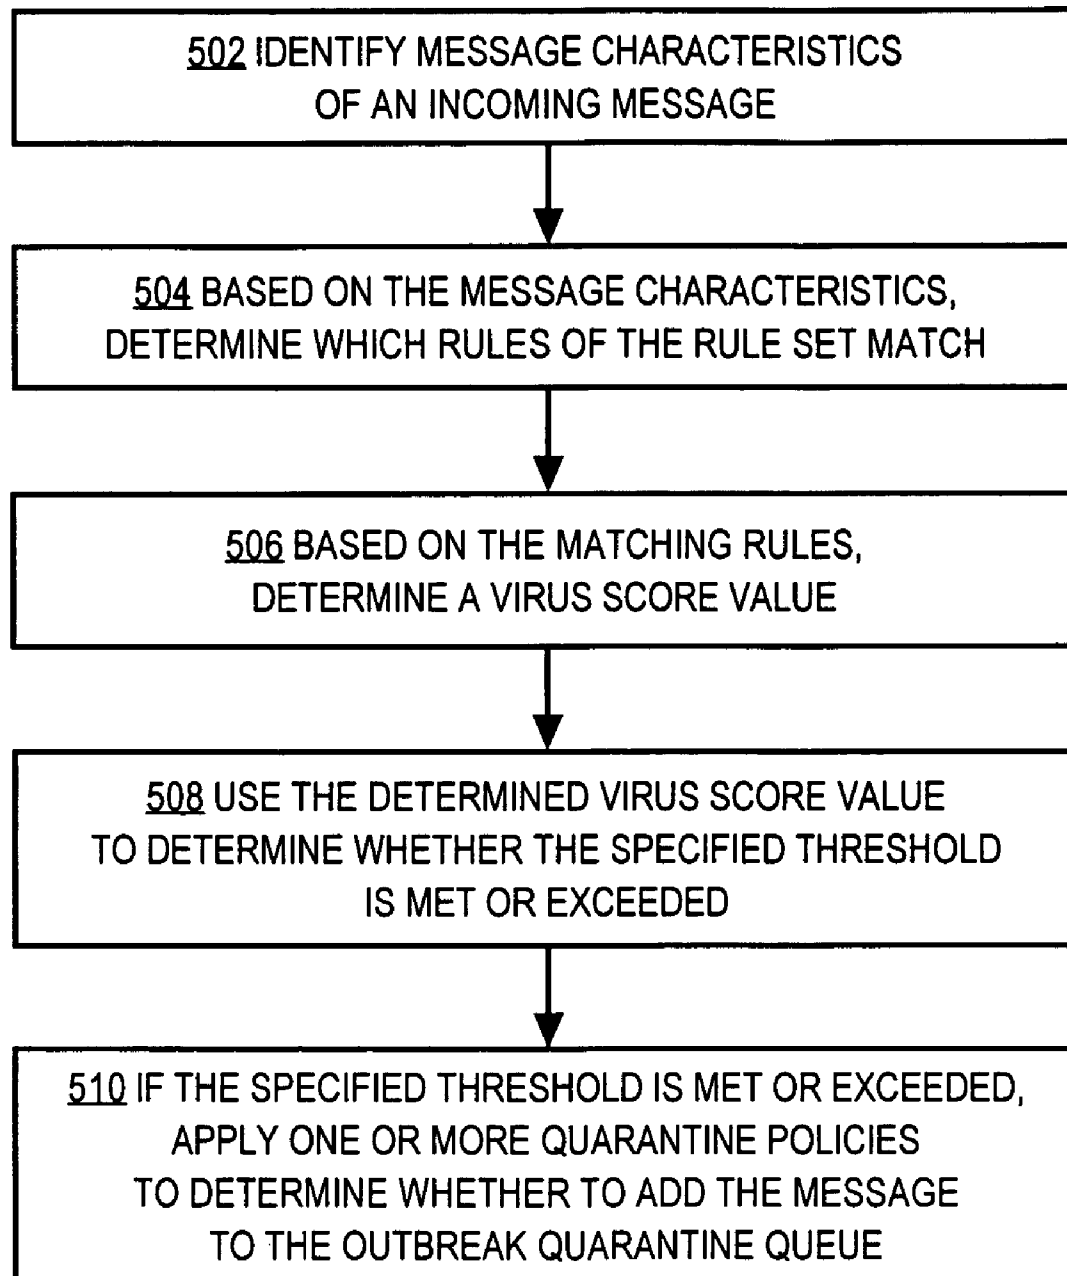 502 IDENTIFY MESSAGE CHARACTERISTICS
OF AN INCOMING MESSAGE
504 BASED ON THE MESSAGE CHARACTERISTICS,
DETERMINE WHICH RULES OF THE RULE SET MATCH
506 BASED ON THE MATCHING RULES,
DETERMINE A VIRUS SCORE VALUE
508 USE THE DETERMINED VIRUS SCORE VALUE
TO DETERMINE WHETHER THE SPECIFIED THRESHOLD
IS MET OR EXCEEDED
510 IF THE SPECIFIED THRESHOLD IS MET OR EXCEEDED,
APPLY ONE OR MORE QUARANTINE POLICIES
TO DETERMINE WHETHER TO ADD THE MESSAGE
TO THE OUTBREAK QUARANTINE QUEUE